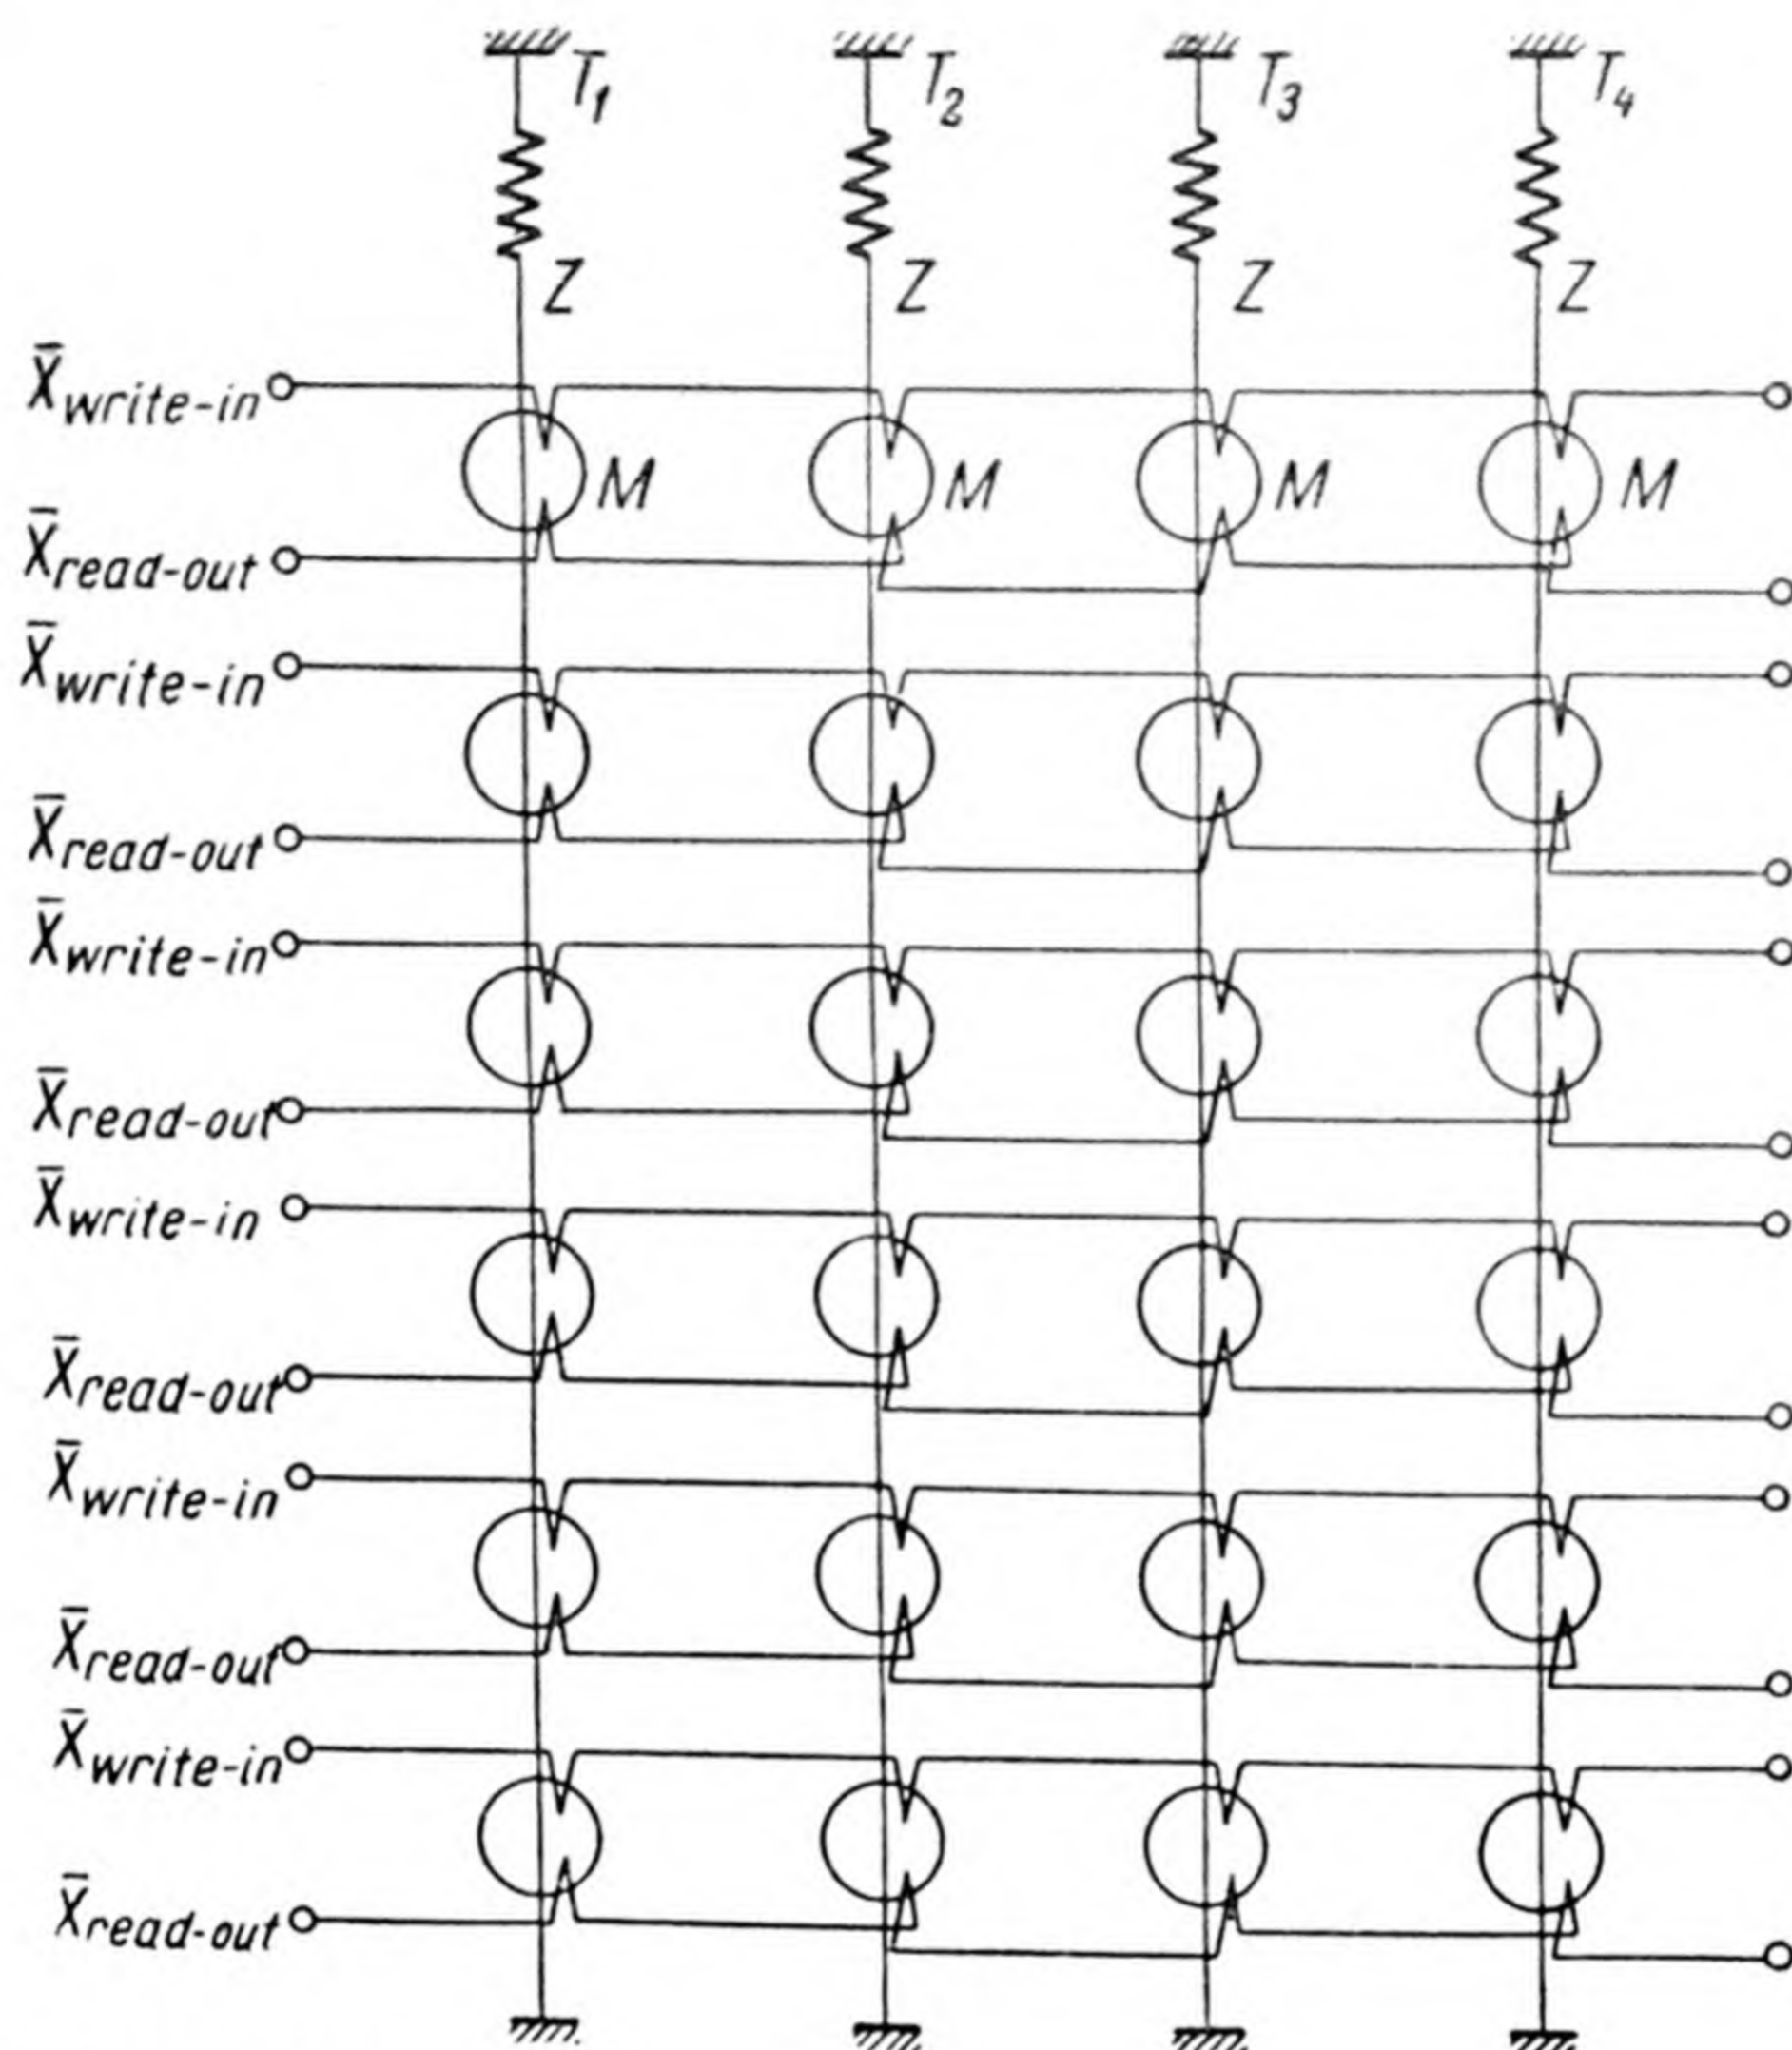 T1 T2 T3 T4
Z Z Z Z
X̄write-in
M M M M
X̄read-out
X̄write-in
X̄read-out
X̄write-in
X̄read-out
X̄write-in
X̄read-out
X̄write-in
X̄read-out
X̄write-in
X̄read-out